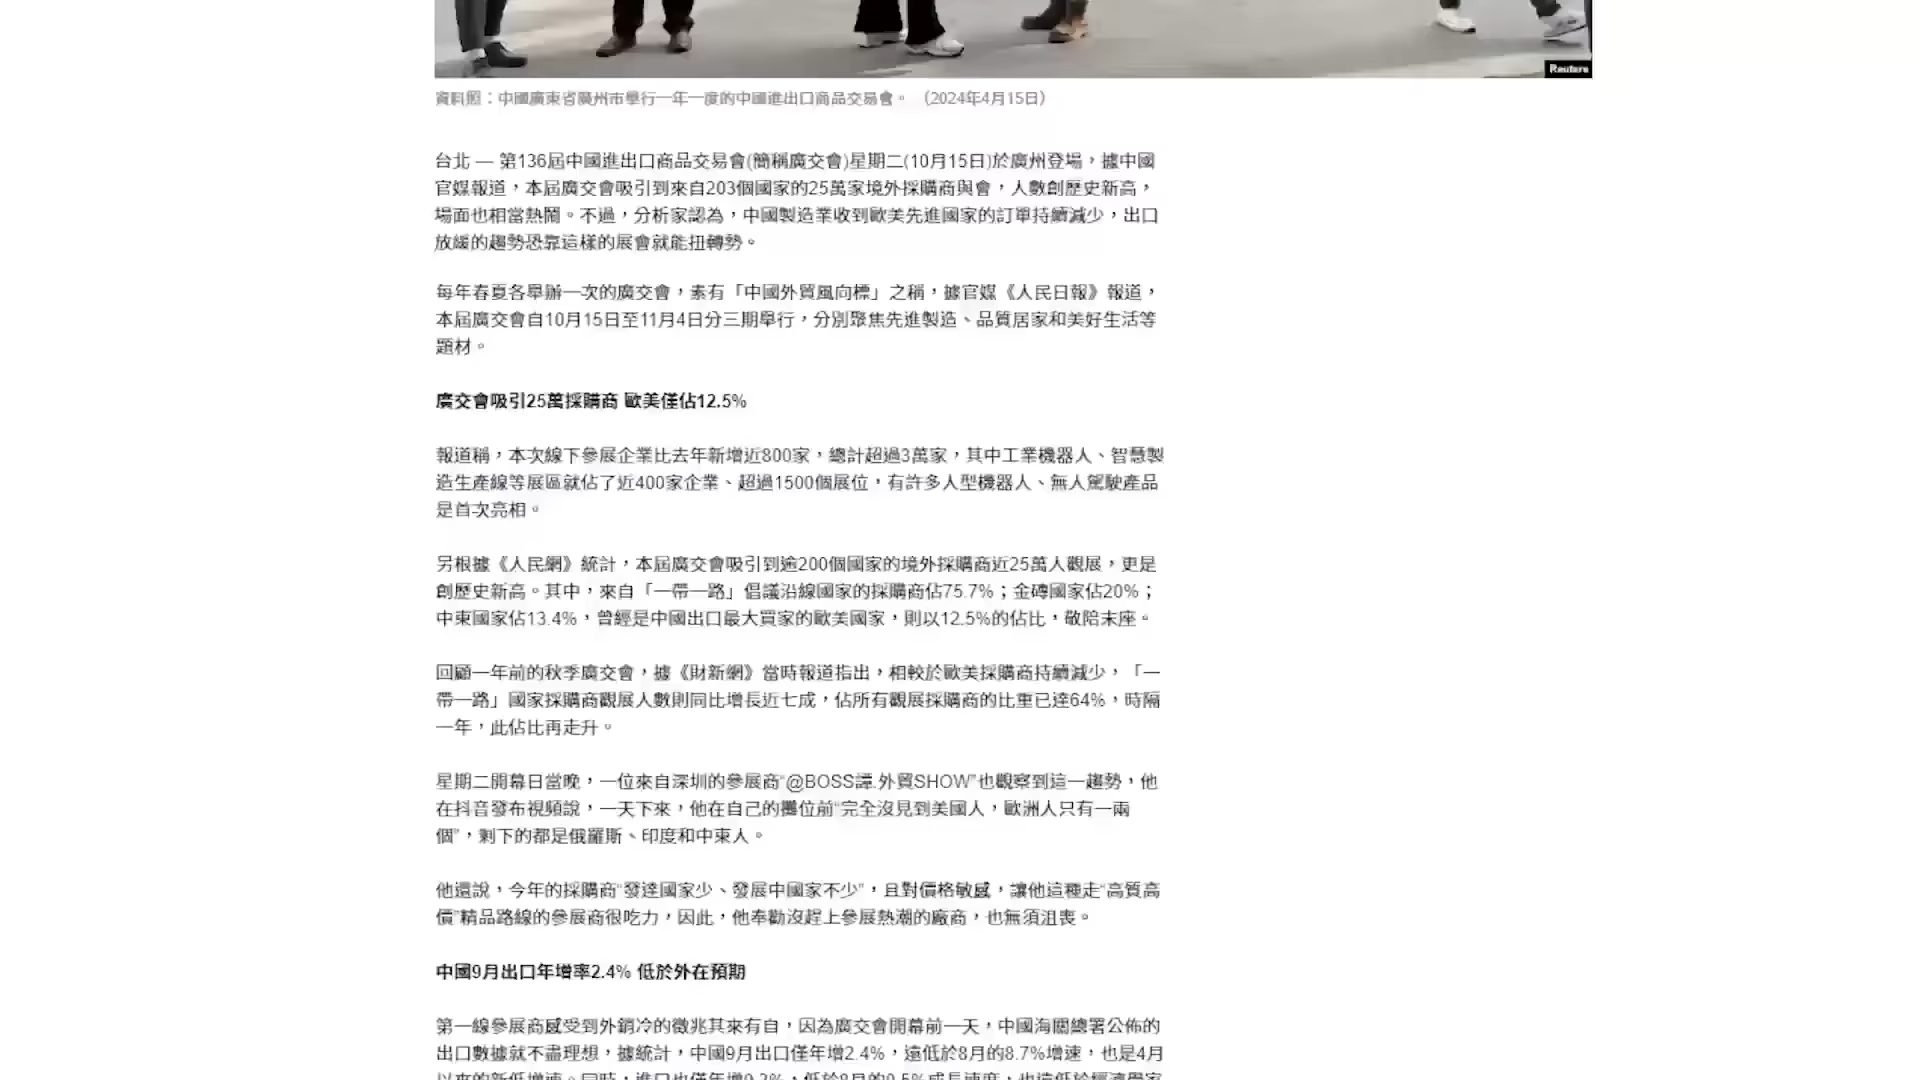 Reuters
資料照：中國廣東省廣州市舉行一年一度的中國進出口商品交易會。 （2024年4月15日）
台北 — 第136屆中國進出口商品交易會(簡稱廣交會)星期二(10月15日)於廣州登場，據中國
官媒報道，本屆廣交會吸引到來自203個國家的25萬家境外採購商與會，人數創歷史新高，
場面也相當熱鬧。不過，分析家認為，中國製造業收到歐美先進國家的訂單持續減少，出口
放緩的趨勢恐靠這樣的展會就能扭轉勢。
每年春夏各舉辦一次的廣交會，素有「中國外貿風向標」之稱，據官媒《人民日報》報道，
本屆廣交會自10月15日至11月4日分三期舉行，分別聚焦先進製造、品質居家和美好生活等
題材。
廣交會吸引25萬採購商 歐美僅佔12.5%
報道稱，本次線下參展企業比去年新增近800家，總計超過3萬家，其中工業機器人、智慧製
造生產線等展區就佔了近400家企業、超過1500個展位，有許多人型機器人、無人駕駛產品
是首次亮相。
另根據《人民網》統計，本屆廣交會吸引到逾200個國家的境外採購商近25萬人觀展，更是
創歷史新高。其中，來自「一帶一路」倡議沿線國家的採購商佔75.7%；金磚國家佔20%；
中東國家佔13.4%，曾經是中國出口最大買家的歐美國家，則以12.5%的佔比，敬陪末座。
回顧一年前的秋季廣交會，據《財新網》當時報道指出，相較於歐美採購商持續減少，「一
帶一路」國家採購商觀展人數則同比增長近七成，佔所有觀展採購商的比重已達64%，時隔
一年，此佔比再走升。
星期二開幕日當晚，一位來自深圳的參展商“@BOSS譚.外貿SHOW”也觀察到這一趨勢，他
在抖音發布視頻說，一天下來，他在自己的攤位前“完全沒見到美國人，歐洲人只有一兩
個”，剩下的都是俄羅斯、印度和中東人。
他還說，今年的採購商“發達國家少、發展中國家不少”，且對價格敏感，讓他這種走“高質高
價”精品路線的參展商很吃力，因此，他奉勸沒趕上參展熱潮的廠商，也無須沮喪。
中國9月出口年增率2.4% 低於外在預期
第一線參展商感受到外銷冷的徵兆其來有自，因為廣交會開幕前一天，中國海關總署公佈的
出口數據就不盡理想，據統計，中國9月出口僅年增2.4%，遠低於8月的8.7%增速，也是4月